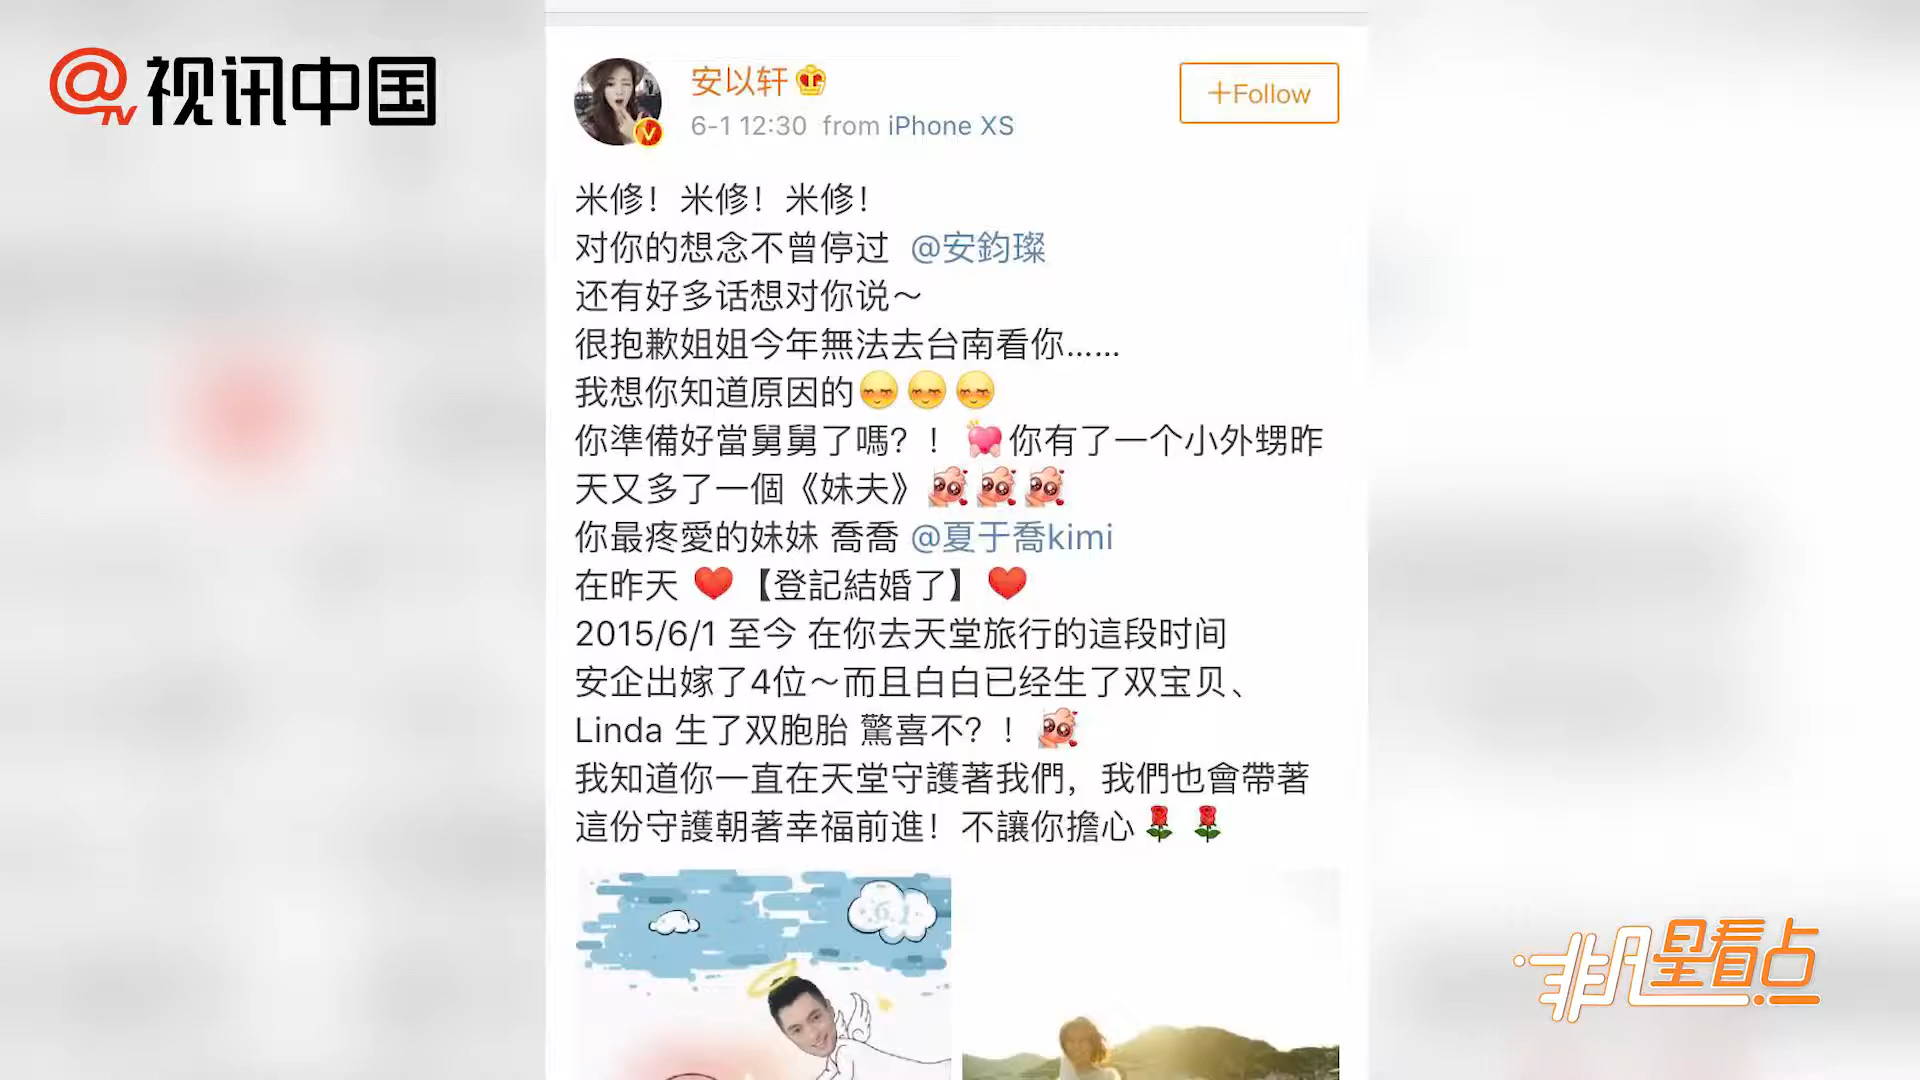 @TV 视讯中国
安以轩
+Follow
6-1 12:30 from iPhone XS
米修！米修！米修！
对你的想念不曾停过 @安鈞璨
还有好多话想对你说～
很抱歉姐姐今年無法去台南看你……
我想你知道原因的
你準備好當舅舅了嗎？！你有了一个小外甥昨
天又多了一個《妹夫》
你最疼愛的妹妹 喬喬 @夏于喬kimi
在昨天 【登記結婚了】
2015/6/1 至今 在你去天堂旅行的這段时间
安企出嫁了4位～而且白白已经生了双宝贝、
Linda 生了双胞胎 驚喜不？！
我知道你一直在天堂守護著我們，我們也會帶著
這份守護朝著幸福前進！不讓你擔心
6.1
非凡星看点